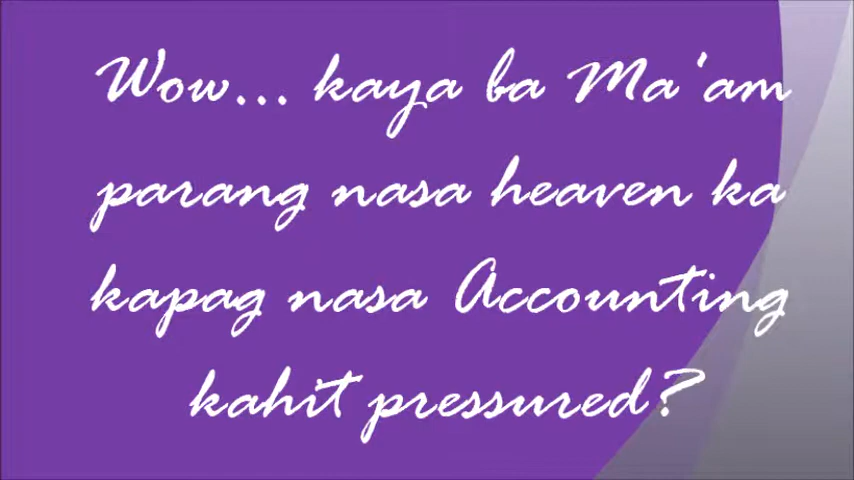 Wow... kaya ba Ma'am
parang nasa heaven ka
kapag nasa Accounting
kahit pressured?